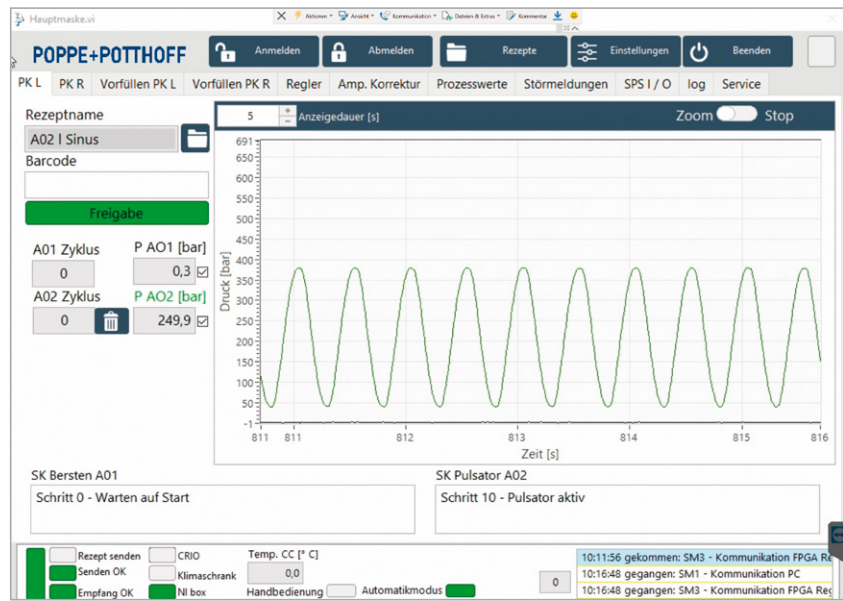 Hauptmaske.vi
Aktionen Ansicht Kommunikation Dateien & Extras Kommentar
POPPE+POTTHOFF Anmelden Abmelden Rezepte Einstellungen Beenden
PK L PK R Vorfüllen PK L Vorfüllen PK R Regler Amp. Korrektur Prozesswerte Störmeldungen SPS I / O log Service
Rezeptname
A02 l Sinus
Barcode
Freigabe
A01 Zyklus P AO1 [bar]
0 0,3
A02 Zyklus P AO2 [bar]
0 249,9
5 Anzeigedauer [s] Zoom Stop
691
650
600
550
500
450
400
350
300
250
200
150
100
50
-1
Druck [bar]
811 811 812 813 814 815 816
Zeit [s]
SK Bersten A01
Schritt 0 - Warten auf Start
SK Pulsator A02
Schritt 10 - Pulsator aktiv
Rezept senden CRIO Temp. CC [° C]
Senden OK Klimaschrank 0,0
Empfang OK NI box Handbedienung Automatikmodus 0
10:11:56 gekommen: SM3 - Kommunikation FPGA Re
10:16:48 gegangen: SM1 - Kommunikation PC
10:16:48 gegangen: SM3 - Kommunikation FPGA Reg